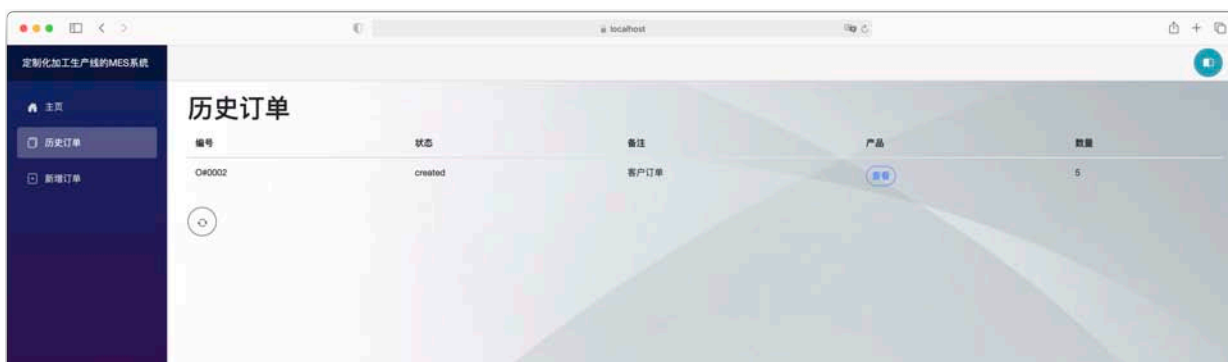 localhost
定制化加工生产线的MES系统
主页
历史订单
新增订单
历史订单
编号 状态 备注 产品 数量
O#0002 created 客户订单 查看 5